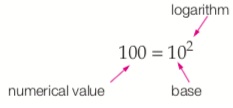 logarithm
100 = 10²
numerical value base